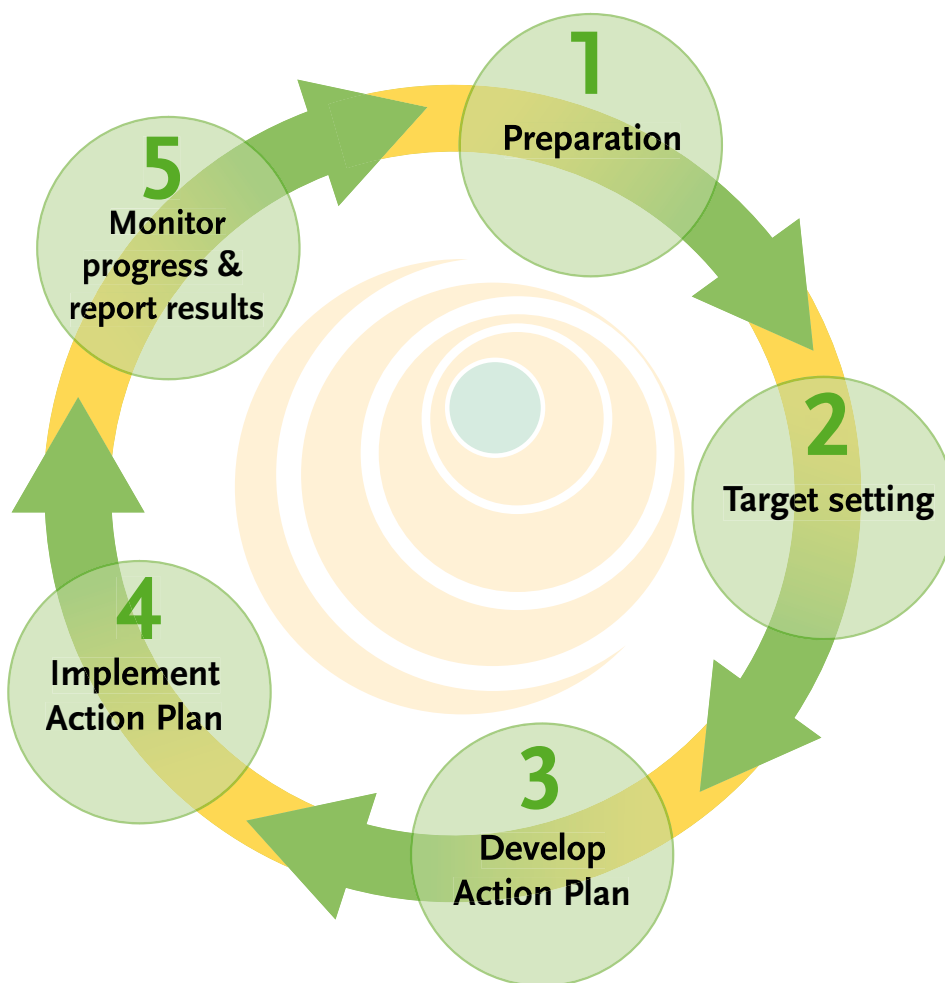 1
Preparation
2
Target setting
3
Develop
Action Plan
4
Implement
Action Plan
5
Monitor
progress &
report results